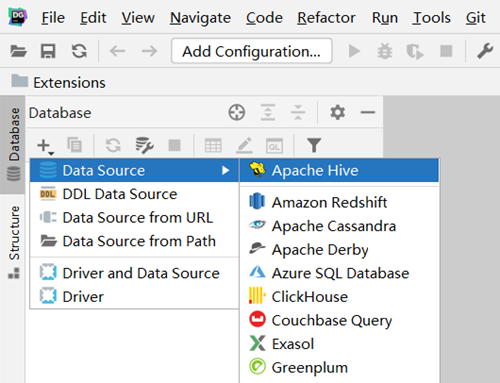 DG File Edit View Navigate Code Refactor Run Tools Git
Add Configuration...
Extensions
Database
Database
Structure
GL
Data Source
DDL DDL Data Source
Data Source from URL
Data Source from Path
Driver and Data Source
Driver
Apache Hive
Amazon Redshift
Apache Cassandra
Apache Derby
Azure SQL Database
ClickHouse
Couchbase Query
Exasol
Greenplum